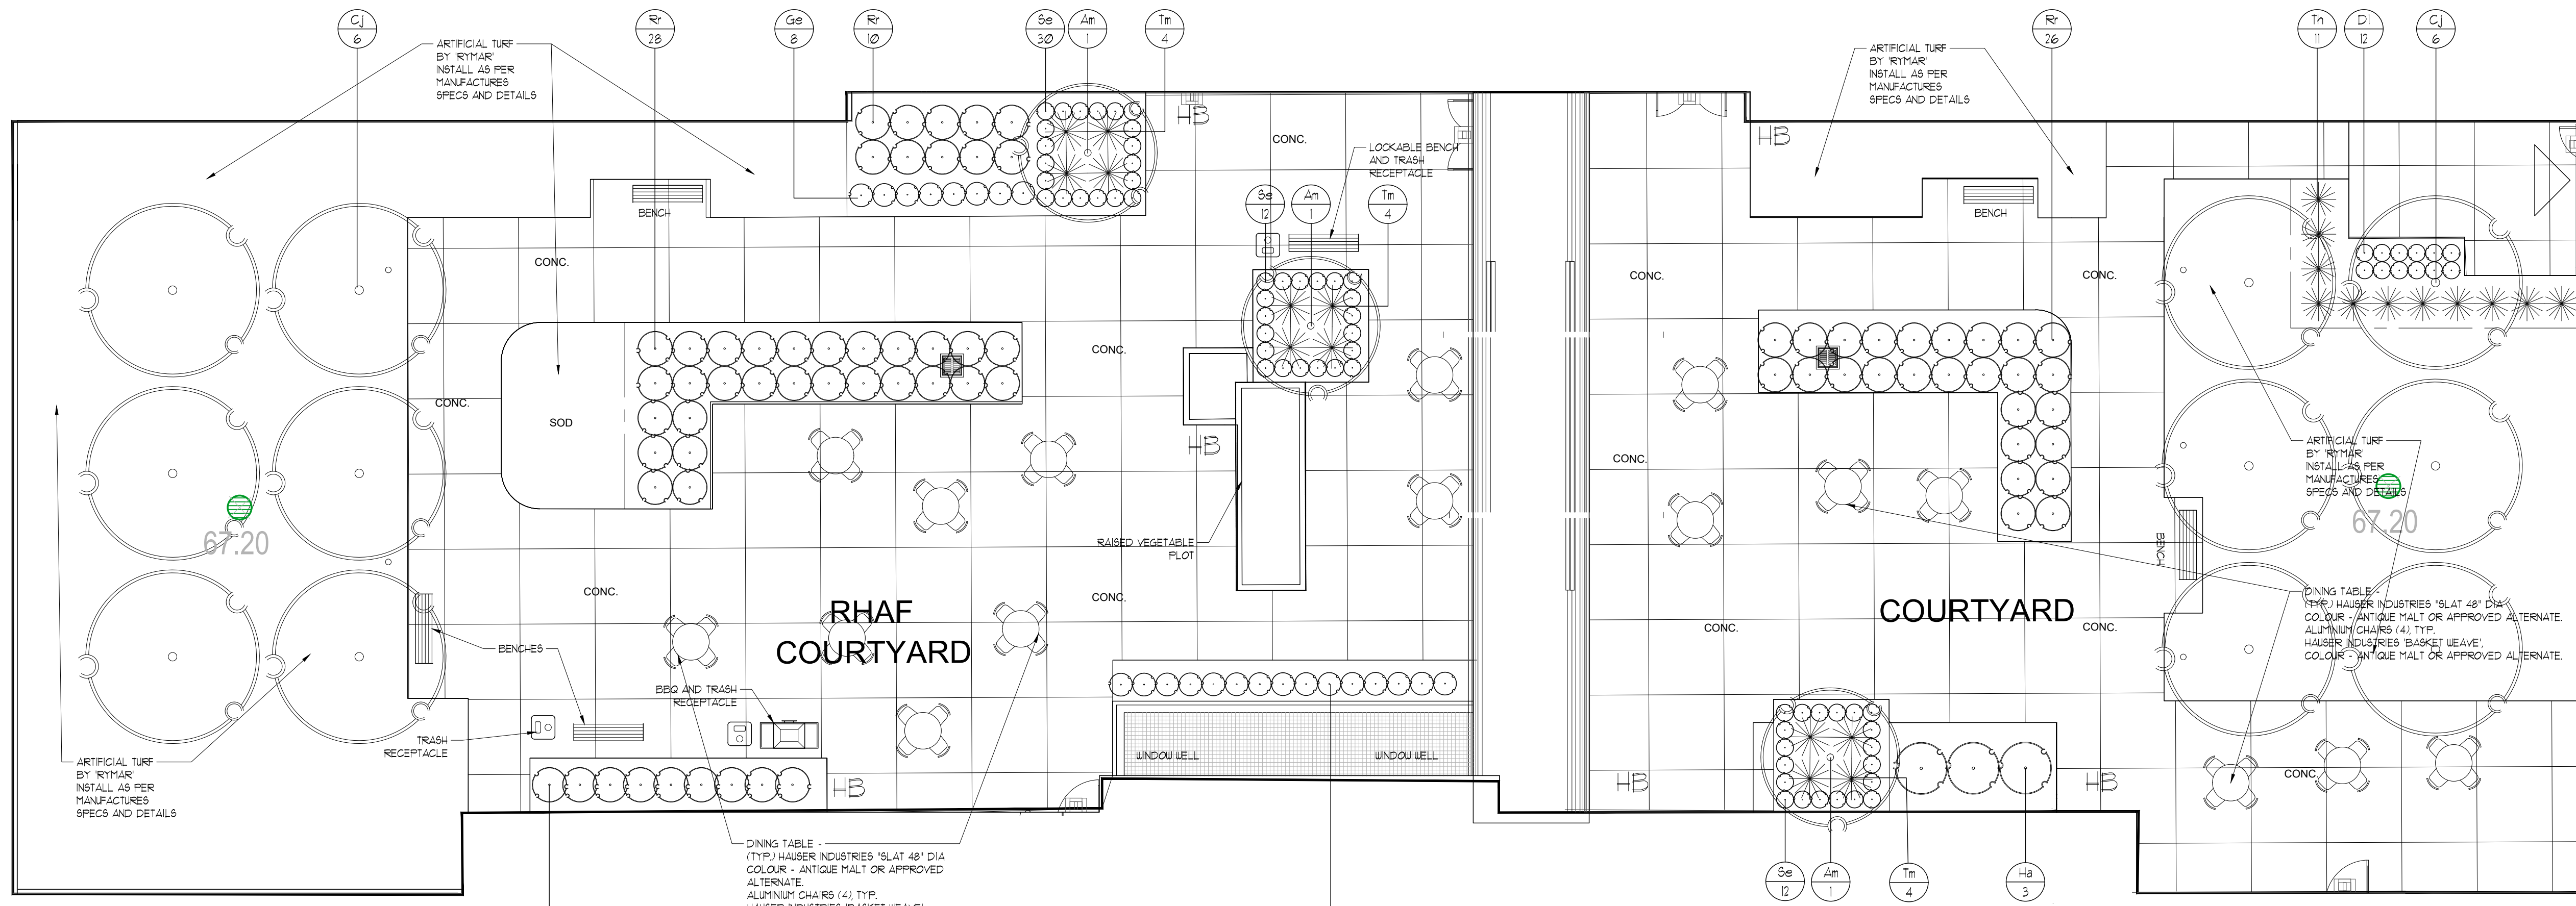 Cj
6
Rr
28
Ge
8
Rr
10
Se
30
Am
1
Tm
4
Rr
26
Th
11
Dl
12
Cj
6
ARTIFICIAL TURF
BY 'RYMAR'
INSTALL AS PER
MANUFACTURES
SPECS AND DETAILS
ARTIFICIAL TURF
BY 'RYMAR'
INSTALL AS PER
MANUFACTURES
SPECS AND DETAILS
HB
CONC.
LOCKABLE BENCH
AND TRASH
RECEPTACLE
HB
BENCH
Se
12
Am
1
Tm
4
BENCH
CONC.
CONC.
CONC.
CONC.
CONC.
SOD
HB
CONC.
ARTIFICIAL TURF
BY 'RYMAR'
INSTALL AS PER
MANUFACTURES
SPECS AND DETAILS
67.20
67.20
RAISED VEGETABLE
PLOT
BENCH
CONC.
CONC.
RHAF
COURTYARD
COURTYARD
CONC.
CONC.
DINING TABLE -
(TYP.) HAUSER INDUSTRIES "SLAT 48" DIA
COLOUR - ANTIQUE MALT OR APPROVED ALTERNATE.
ALUMINIUM CHAIRS (4), TYP.
HAUSER INDUSTRIES 'BASKET WEAVE',
COLOUR - ANTIQUE MALT OR APPROVED ALTERNATE.
BENCHES
BBQ AND TRASH
RECEPTACLE
TRASH
RECEPTACLE
WINDOW WELL
WINDOW WELL
ARTIFICIAL TURF
BY 'RYMAR'
INSTALL AS PER
MANUFACTURES
SPECS AND DETAILS
HB
HB
HB
CONC.
DINING TABLE -
(TYP.) HAUSER INDUSTRIES "SLAT 48" DIA
COLOUR - ANTIQUE MALT OR APPROVED
ALTERNATE.
ALUMINIUM CHAIRS (4), TYP.
HAUSER INDUSTRIES 'BASKET WEAVE',
Se
12
Am
1
Tm
4
Ha
3